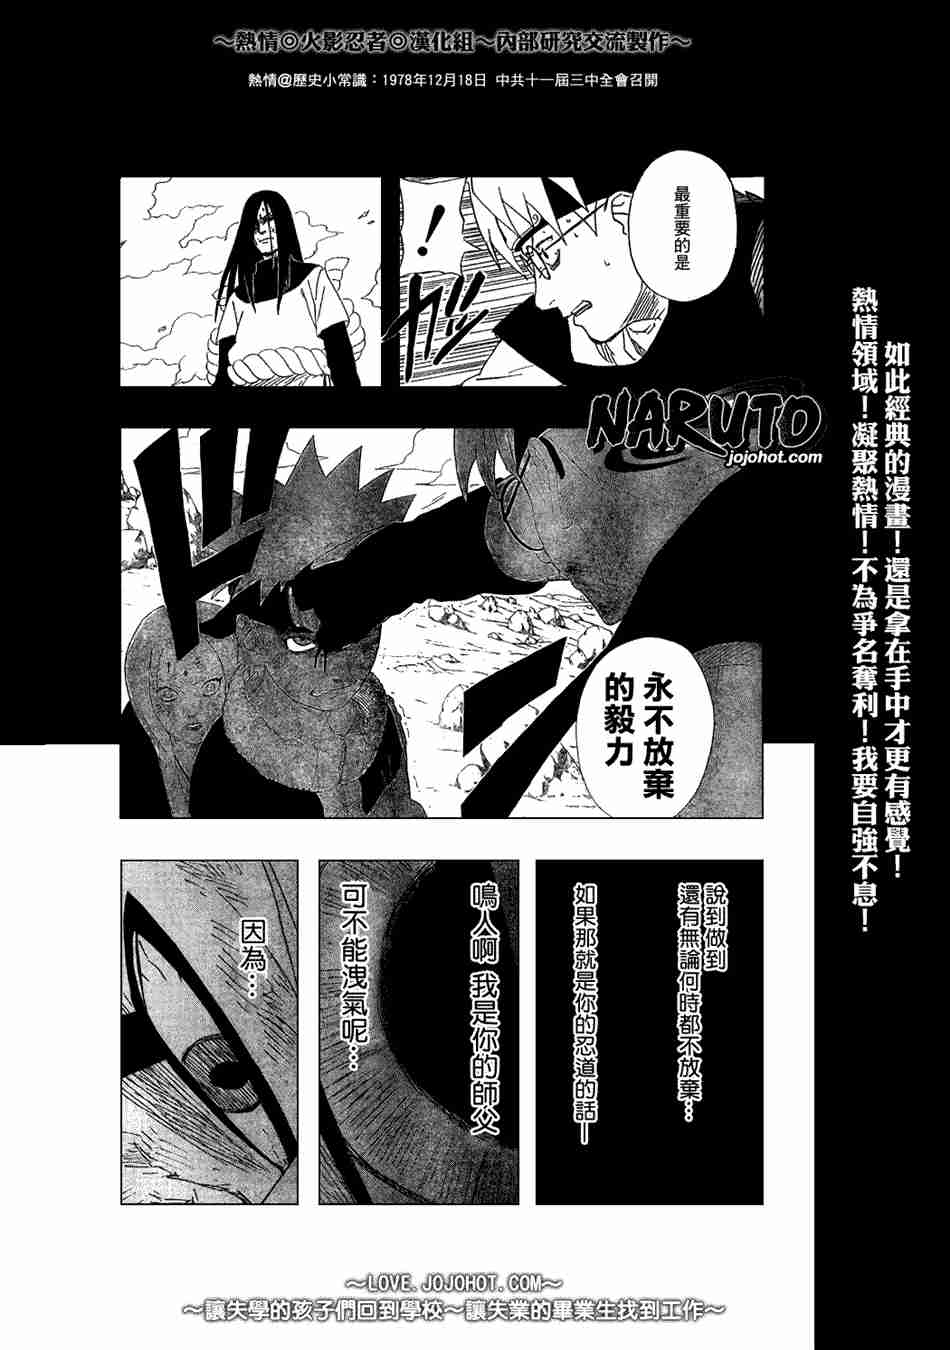 ～熱情◎火影忍者◎漢化組～內部研究交流製作～
熱情@歷史小常識：1978年12月18日 中共十一屆三中全會召開
最重要的是
！
ガッ
NARUTO
jojohot.com
如此經典的漫畫！還是拿在手中才更有感覺！
熱情領域！凝聚熱情！不為爭名奪利！我要自強不息！
永不放棄
的毅力
說到做到
還有無論何時都不放棄…
如果那就是你的忍道的話—
鳴人啊 我是你的師父
可不能洩氣呢…
因為…
～LOVE.JOJOHOT.COM～
～讓失學的孩子們回到學校～讓失業的畢業生找到工作～